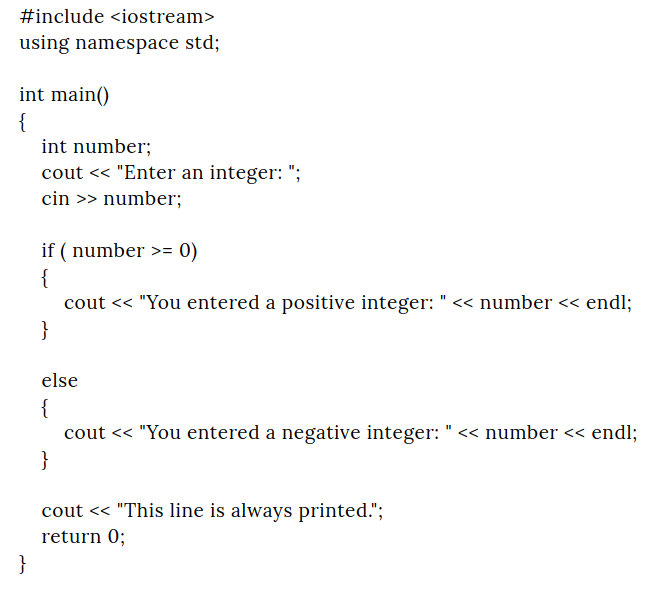 #include <iostream>
using namespace std;
int main()
{
int number;
cout << "Enter an integer: ";
cin >> number;
if ( number >= 0)
{
cout << "You entered a positive integer: " << number << endl;
}
else
{
cout << "You entered a negative integer: " << number << endl;
}
cout << "This line is always printed.";
return 0;
}